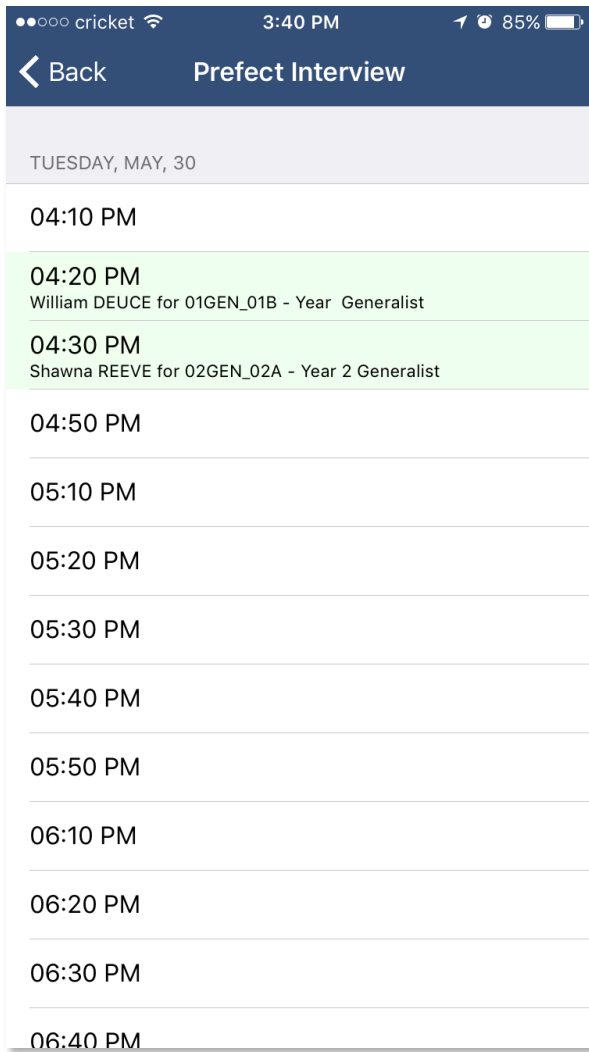 cricket 3:40 PM 85%
Back Prefect Interview
TUESDAY, MAY, 30
04:10 PM
04:20 PM
William DEUCE for 01GEN_01B - Year  Generalist
04:30 PM
Shawna REEVE for 02GEN_02A - Year 2 Generalist
04:50 PM
05:10 PM
05:20 PM
05:30 PM
05:40 PM
05:50 PM
06:10 PM
06:20 PM
06:30 PM
06:40 PM